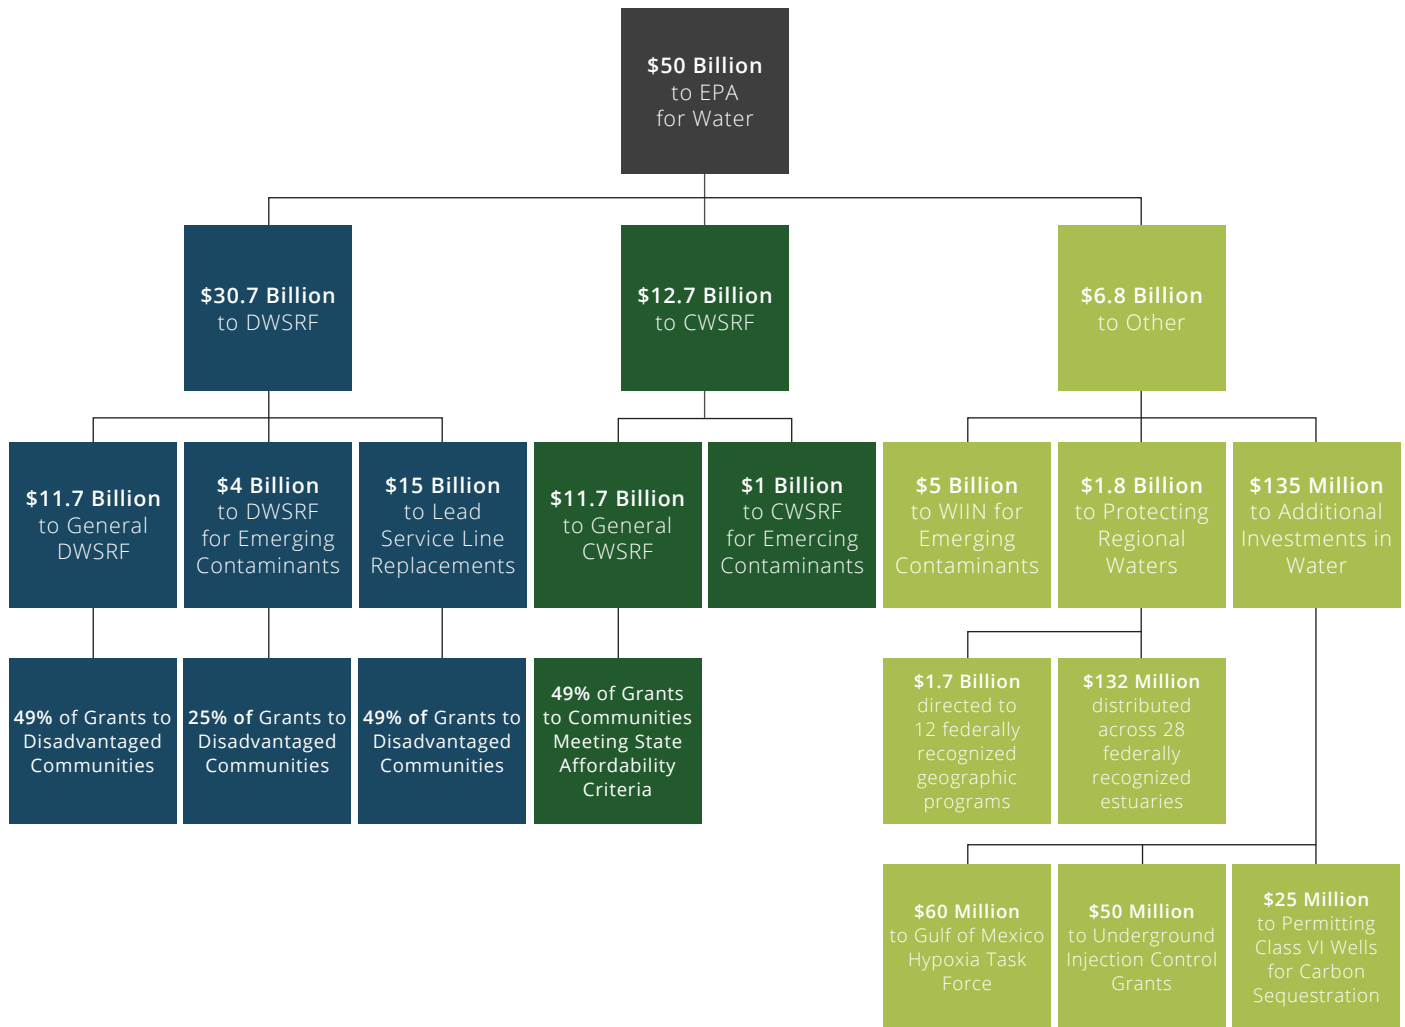 $50 Billion
to EPA
for Water
$30.7 Billion
to DWSRF
$12.7 Billion
to CWSRF
$6.8 Billion
to Other
$11.7 Billion
to General
DWSRF
$4 Billion
to DWSRF
for Emerging
Contaminants
$15 Billion
to Lead
Service Line
Replacements
$11.7 Billion
to General
CWSRF
$1 Billion
to CWSRF
for Emercing
Contaminants
$5 Billion
to WIIN for
Emerging
Contaminants
$1.8 Billion
to Protecting
Regional
Waters
$135 Million
to Additional
Investments in
Water
49% of Grants to
Disadvantaged
Communities
25% of Grants to
Disadvantaged
Communities
49% of Grants to
Disadvantaged
Communities
49% of Grants
to Communities
Meeting State
Affordability
Criteria
$1.7 Billion
directed to
12 federally
recognized
geographic
programs
$132 Million
distributed
across 28
federally
recognized
estuaries
$60 Million
to Gulf of Mexico
Hypoxia Task
Force
$50 Million
to Underground
Injection Control
Grants
$25 Million
to Permitting
Class VI Wells
for Carbon
Sequestration